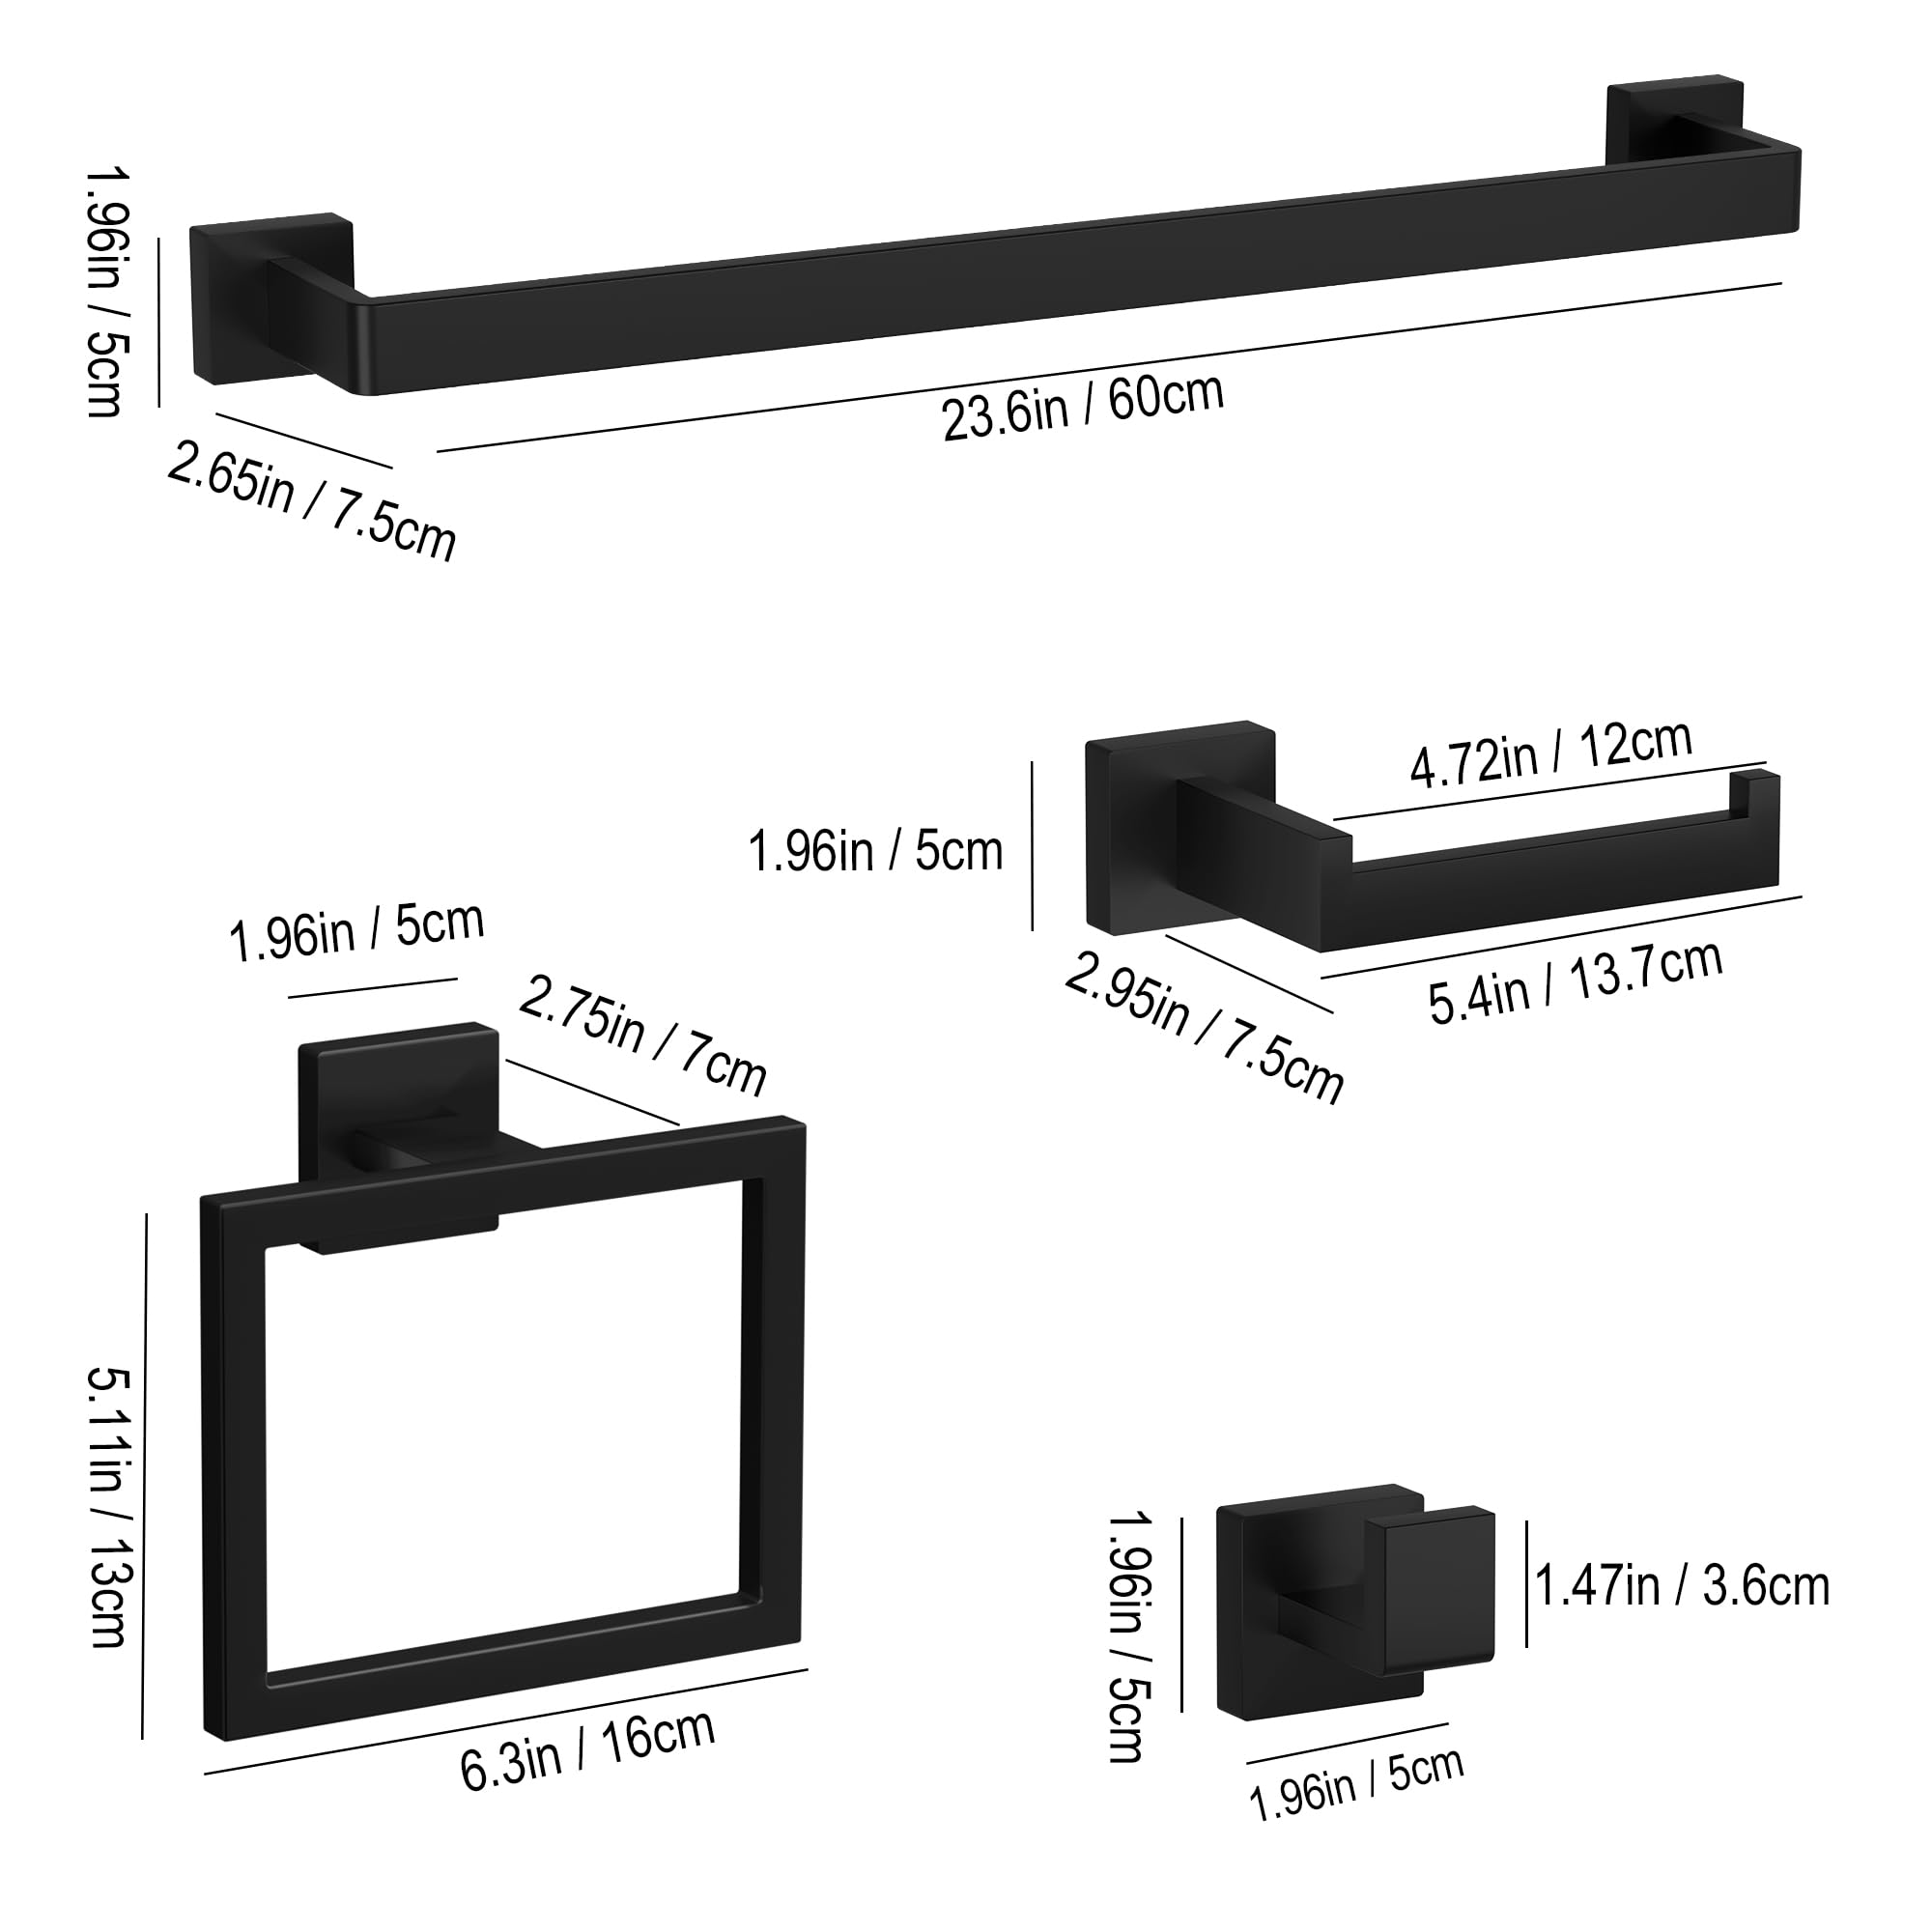 1.96in / 5cm
2.65in / 7.5cm
23.6in / 60cm
4.72in / 12cm
1.96in / 5cm
2.95in / 7.5cm
5.4in / 13.7cm
1.96in / 5cm
2.75in / 7cm
5.11in / 13cm
6.3in / 16cm
1.96in / 5cm
1.47in / 3.6cm
1.96in / 5cm